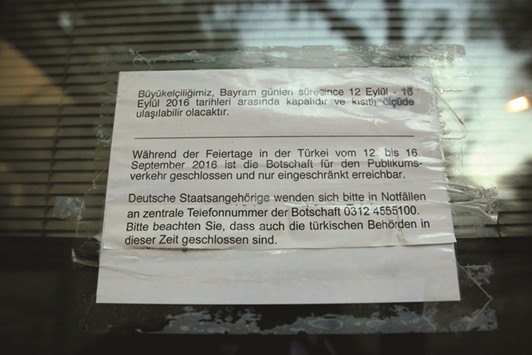 Büyükelçiliğimiz, Bayram günleri süresince 12 Eylül - 16
Eylül 2016 tarihleri arasında kapalıdır ve kısıtlı ölçüde
ulaşılabilir olacaktır.
Während der Feiertage in der Türkei vom 12. bis 16.
September 2016 ist die Botschaft für den Publikums-
verkehr geschlossen und nur eingeschränkt erreichbar.
Deutsche Staatsangehörige wenden sich bitte in Notfällen
an zentrale Telefonnummer der Botschaft 0312 4555100.
Bitte beachten Sie, dass auch die türkischen Behörden in
dieser Zeit geschlossen sind.